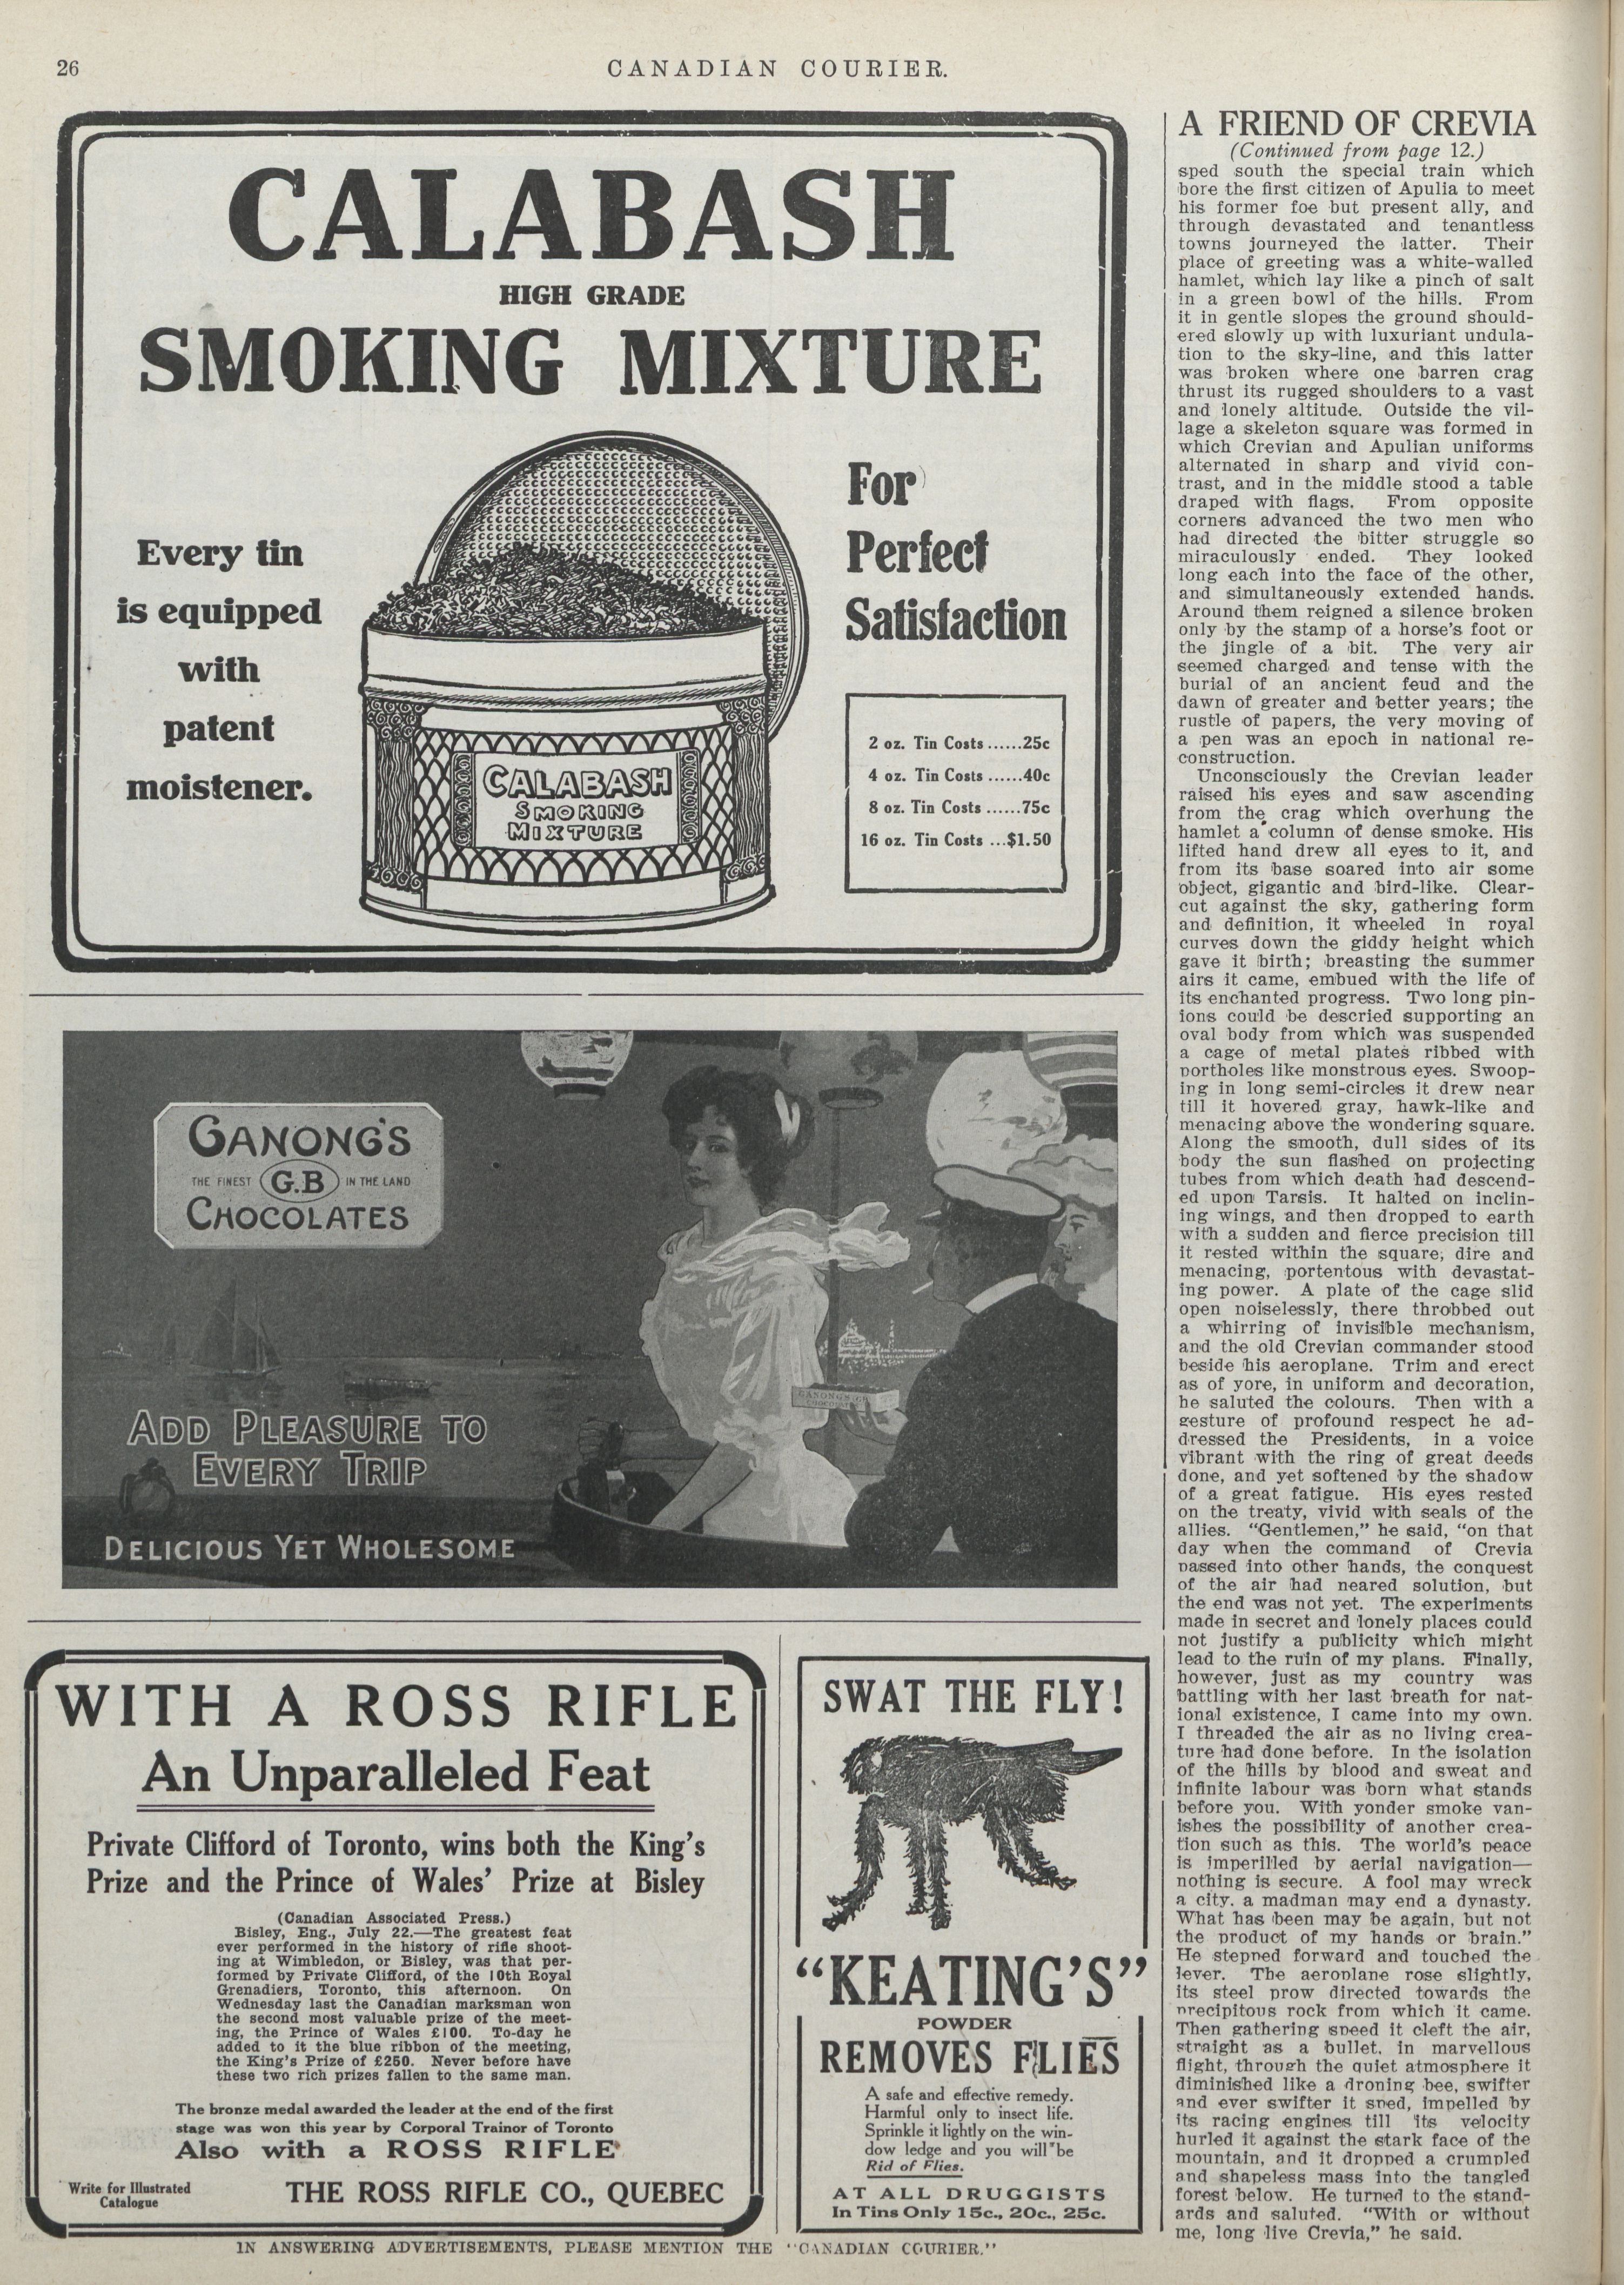 26
CANADIAN COURIER.
CALABASH
HIGH GRADE
SMOKING MIXTURE
Every tin
is equipped
with
patent
moistener.
CALABASH
SMOKING
MIXTURE
For
Perfect
Satisfaction
2 oz. Tin Costs ......25c
4 oz. Tin Costs ......40c
8 oz. Tin Costs ......75c
16 oz. Tin Costs ...$1.50
GANONG'S
THE FINEST G.B IN THE LAND
CHOCOLATES
GANONG'S G.B.
CHOCOLATES
ADD PLEASURE TO
EVERY TRIP
DELICIOUS YET WHOLESOME
WITH A ROSS RIFLE
An Unparalleled Feat
Private Clifford of Toronto, wins both the King's
Prize and the Prince of Wales' Prize at Bisley
(Canadian Associated Press.)
Bisley, Eng., July 22.—The greatest feat
ever performed in the history of rifle shoot-
ing at Wimbledon, or Bisley, was that per-
formed by Private Clifford, of the 10th Royal
Grenadiers, Toronto, this afternoon. On
Wednesday last the Canadian marksman won
the second most valuable prize of the meet-
ing, the Prince of Wales £100. To-day he
added to it the blue ribbon of the meeting,
the King's Prize of £250. Never before have
these two rich prizes fallen to the same man.
The bronze medal awarded the leader at the end of the first
stage was won this year by Corporal Trainor of Toronto
Also with a ROSS RIFLE
Write for Illustrated
Catalogue
THE ROSS RIFLE CO., QUEBEC
SWAT THE FLY!
"KEATING'S"
POWDER
REMOVES FLIES
A safe and effective remedy.
Harmful only to insect life.
Sprinkle it lightly on the win-
dow ledge and you will be
Rid of Flies.
AT ALL DRUGGISTS
In Tins Only 15c., 20c., 25c.
A FRIEND OF CREVIA
(Continued from page 12.)
sped south the special train which
bore the first citizen of Apulia to meet
his former foe but present ally, and
through devastated and tenantless
towns journeyed the latter. Their
place of greeting was a white-walled
hamlet, which lay like a pinch of salt
in a green bowl of the hills. From
it in gentle slopes the ground should-
ered slowly up with luxuriant undula-
tion to the sky-line, and this latter
was broken where one barren crag
thrust its rugged shoulders to a vast
and lonely altitude. Outside the vil-
lage a skeleton square was formed in
which Crevian and Apulian uniforms
alternated in sharp and vivid con-
trast, and in the middle stood a table
draped with flags. From opposite
corners advanced the two men who
had directed the bitter struggle so
miraculously ended. They looked
long each into the face of the other,
and simultaneously extended hands.
Around them reigned a silence broken
only by the stamp of a horse's foot or
the jingle of a bit. The very air
seemed charged and tense with the
burial of an ancient feud and the
dawn of greater and better years; the
rustle of papers, the very moving of
a pen was an epoch in national re-
construction.
Unconsciously the Crevian leader
raised his eyes and saw ascending
from the crag which overhung the
hamlet a column of dense smoke. His
lifted hand drew all eyes to it, and
from its base soared into air some
object, gigantic and bird-like. Clear-
cut against the sky, gathering form
and definition, it wheeled in royal
curves down the giddy height which
gave it birth; breasting the summer
airs it came, embued with the life of
its enchanted progress. Two long pin-
ions could be descried supporting an
oval body from which was suspended
a cage of metal plates ribbed with
portholes like monstrous eyes. Swoop-
ing in long semi-circles it drew near
till it hovered gray, hawk-like and
menacing above the wondering square.
Along the smooth, dull sides of its
body the sun flashed on projecting
tubes from which death had descend-
ed upon Tarsis. It halted on inclin-
ing wings, and then dropped to earth
with a sudden and fierce precision till
it rested within the square, dire and
menacing, portentous with devastat-
ing power. A plate of the cage slid
open noiselessly, there throbbed out
a whirring of invisible mechanism,
and the old Crevian commander stood
beside his aeroplane. Trim and erect
as of yore, in uniform and decoration,
he saluted the colours. Then with a
gesture of profound respect he ad-
dressed the Presidents, in a voice
vibrant with the ring of great deeds
done, and yet softened by the shadow
of a great fatigue. His eyes rested
on the treaty, vivid with seals of the
allies. "Gentlemen," he said, "on that
day when the command of Crevia
passed into other hands, the conquest
of the air had neared solution, but
the end was not yet. The experiments
made in secret and lonely places could
not justify a publicity which might
lead to the ruin of my plans. Finally,
however, just as my country was
battling with her last breath for nat-
ional existence, I came into my own.
I threaded the air as no living crea-
ture had done before. In the isolation
of the hills by blood and sweat and
infinite labour was born what stands
before you. With yonder smoke van-
ishes the possibility of another crea-
tion such as this. The world's peace
is imperilled by aerial navigation—
nothing is secure. A fool may wreck
a city, a madman may end a dynasty.
What has been may be again, but not
the product of my hands or brain."
He stepped forward and touched the
lever. The aeroplane rose slightly,
its steel prow directed towards the
precipitous rock from which it came.
Then gathering speed it cleft the air,
straight as a bullet, in marvellous
flight, through the quiet atmosphere it
diminished like a droning bee, swifter
and ever swifter it sped, impelled by
its racing engines till its velocity
hurled it against the stark face of the
mountain, and it dropped a crumpled
and shapeless mass into the tangled
forest below. He turned to the stand-
ards and saluted. "With or without
me, long live Crevia," he said.
IN ANSWERING ADVERTISEMENTS, PLEASE MENTION THE "CANADIAN COURIER."